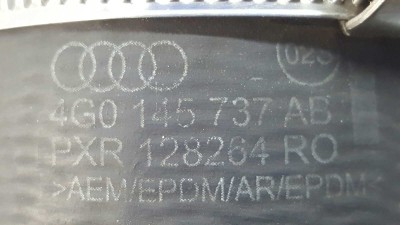 4G0 145 737 AB
PXR 128264 RO
>AEM/EPDM/AR/EPDM<